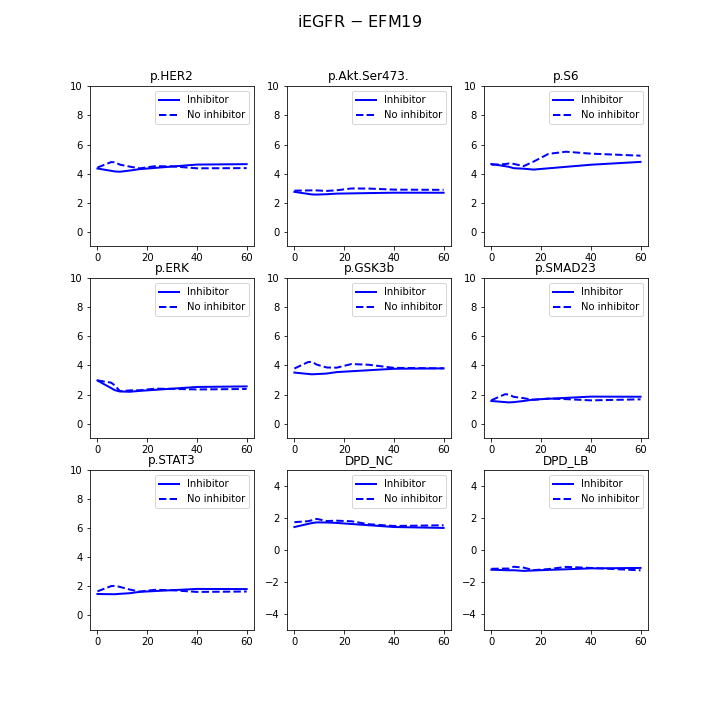 iEGFR − EFM19
p.HER2
p.Akt.Ser473.
p.S6
10
8
6
4
2
0
Inhibitor
No inhibitor
0 20 40 60
10
8
6
4
2
0
Inhibitor
No inhibitor
0 20 40 60
10
8
6
4
2
0
Inhibitor
No inhibitor
0 20 40 60
p.ERK
p.GSK3b
p.SMAD23
10
8
6
4
2
0
Inhibitor
No inhibitor
0 20 40 60
10
8
6
4
2
0
Inhibitor
No inhibitor
0 20 40 60
10
8
6
4
2
0
Inhibitor
No inhibitor
0 20 40 60
p.STAT3
DPD_NC
DPD_LB
10
8
6
4
2
0
Inhibitor
No inhibitor
0 20 40 60
4
2
0
−2
−4
Inhibitor
No inhibitor
0 20 40 60
4
2
0
−2
−4
Inhibitor
No inhibitor
0 20 40 60